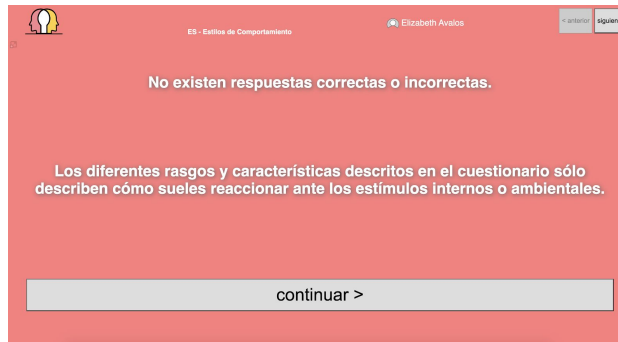 ES - Estilos de Comportamiento
Elizabeth Avalos
< anterior
No existen respuestas correctas o incorrectas.
Los diferentes rasgos y características descritos en el cuestionario sólo
describen cómo sueles reaccionar ante los estímulos internos o ambientales.
continuar >